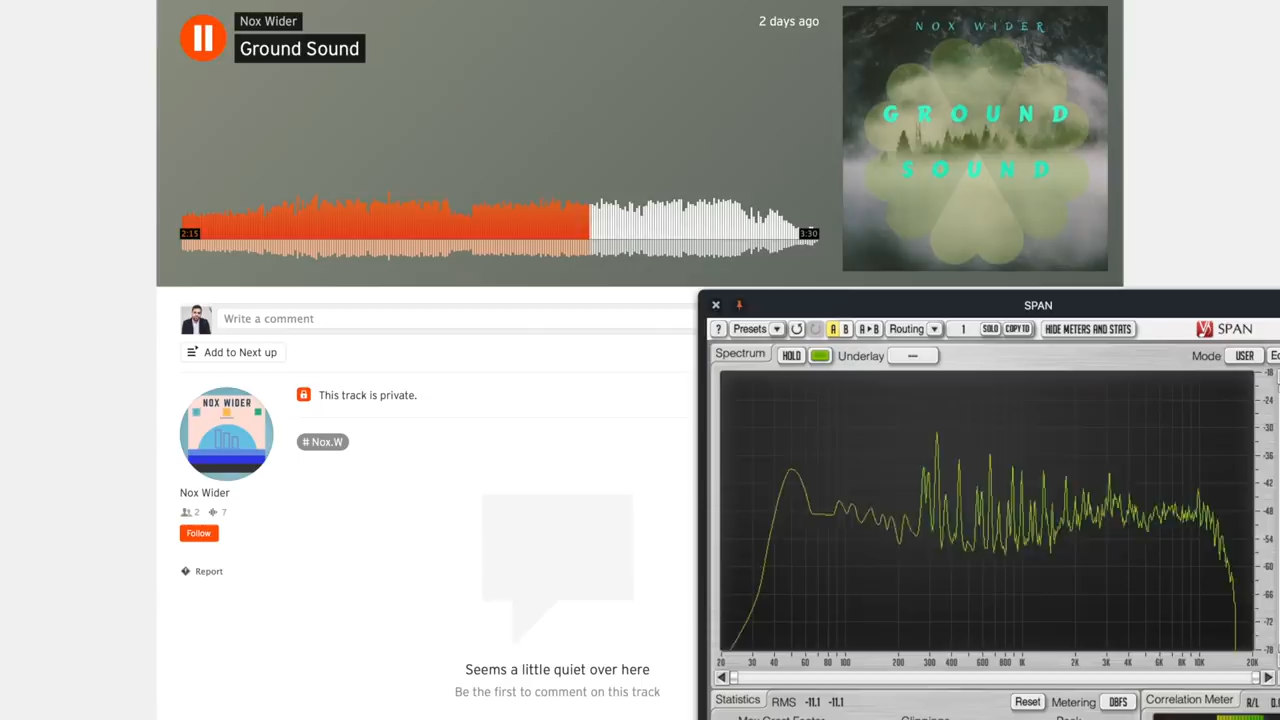 Nox Wider
2 days ago
Ground Sound
NOX WIDER
GROUND
SOUND
2:15
3:30
Write a comment
Add to Next up
This track is private.
# Nox.W
NOX WIDER
Nox Wider
2 7
Follow
Report
Seems a little quiet over here
Be the first to comment on this track
SPAN
? Presets A B A▸B Routing 1 SOLO COPY TO HIDE METERS AND STATS SPAN
Spectrum HOLD Underlay — Mode USER
-18
-24
-30
-36
-42
-48
-54
-60
-66
-72
-78
20 30 40 50 60 80 100 200 300 400 600 800 1K 2K 3K 4K 6K 8K 10K 20K
Statistics RMS -11.1 -11.1 Reset Metering DBFS Correlation Meter R/L